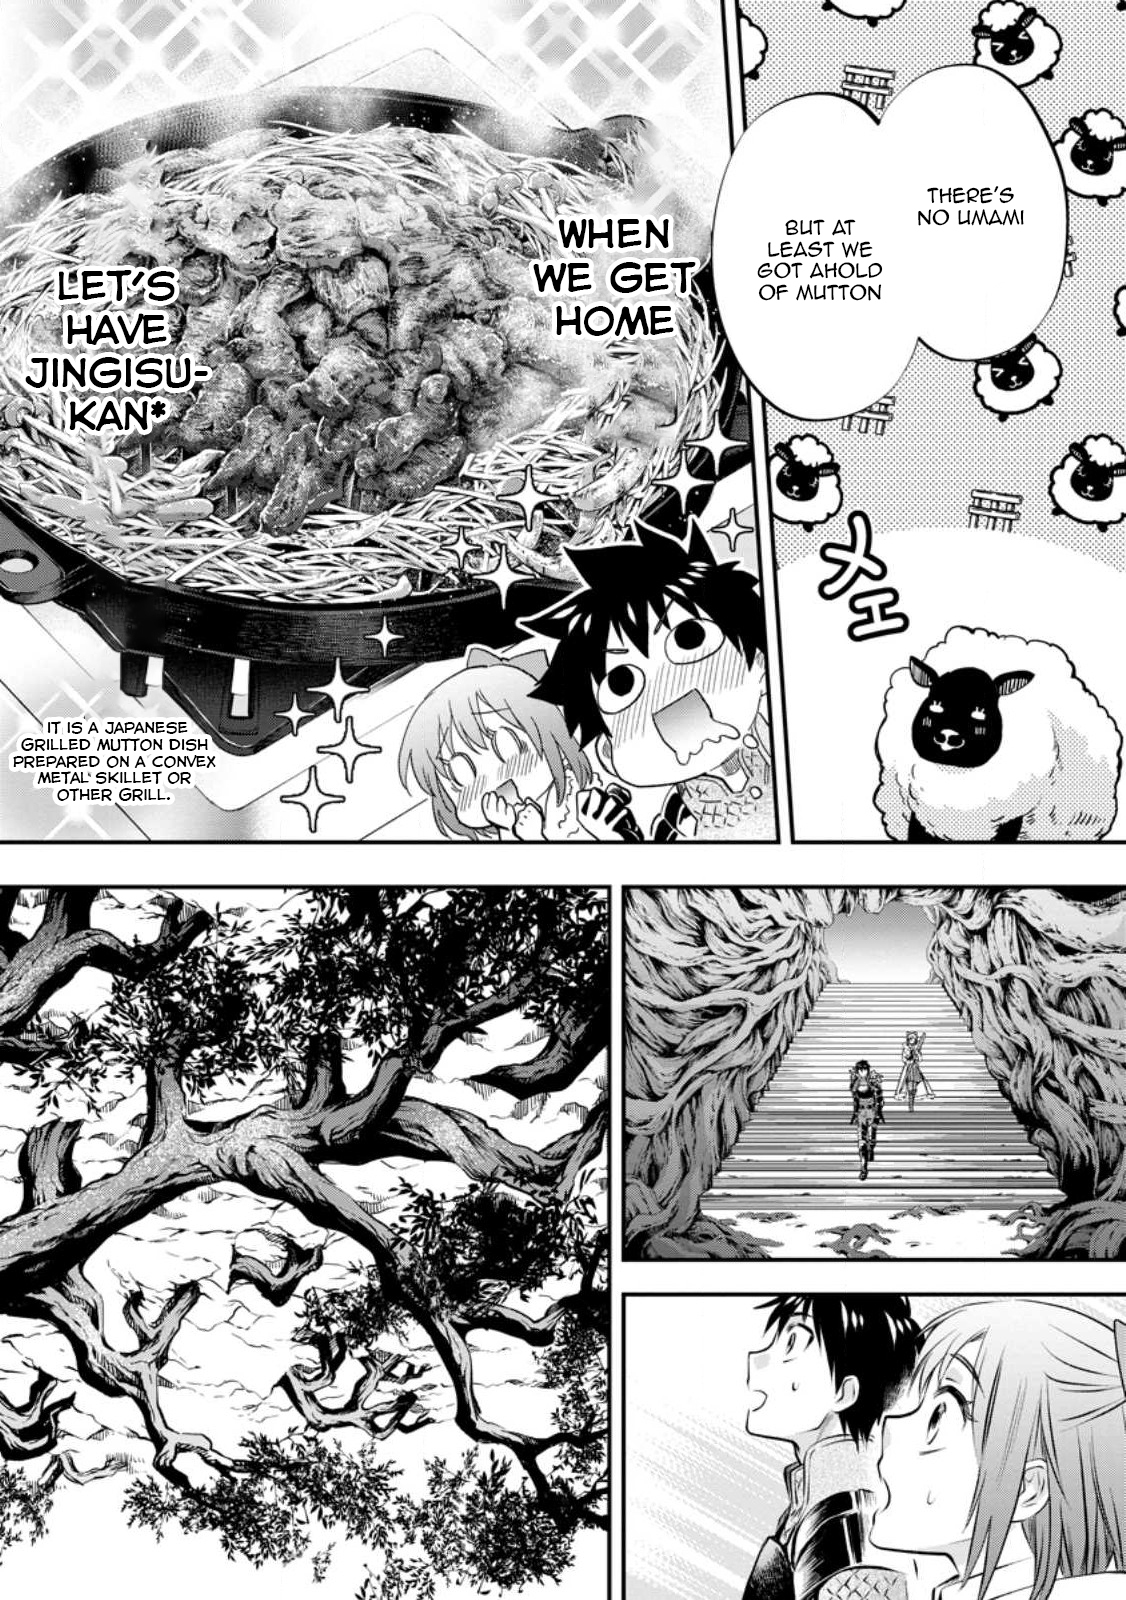 THERE'S
NO UMAMI
BUT AT
LEAST WE
GOT AHOLD
OF MUTTON
メェ
WHEN
WE GET
HOME
LET'S
HAVE
JINGISU-
KAN*
IT IS A JAPANESE
GRILLED MUTTON DISH
PREPARED ON A CONVEX
METAL SKILLET OR
OTHER GRILL.